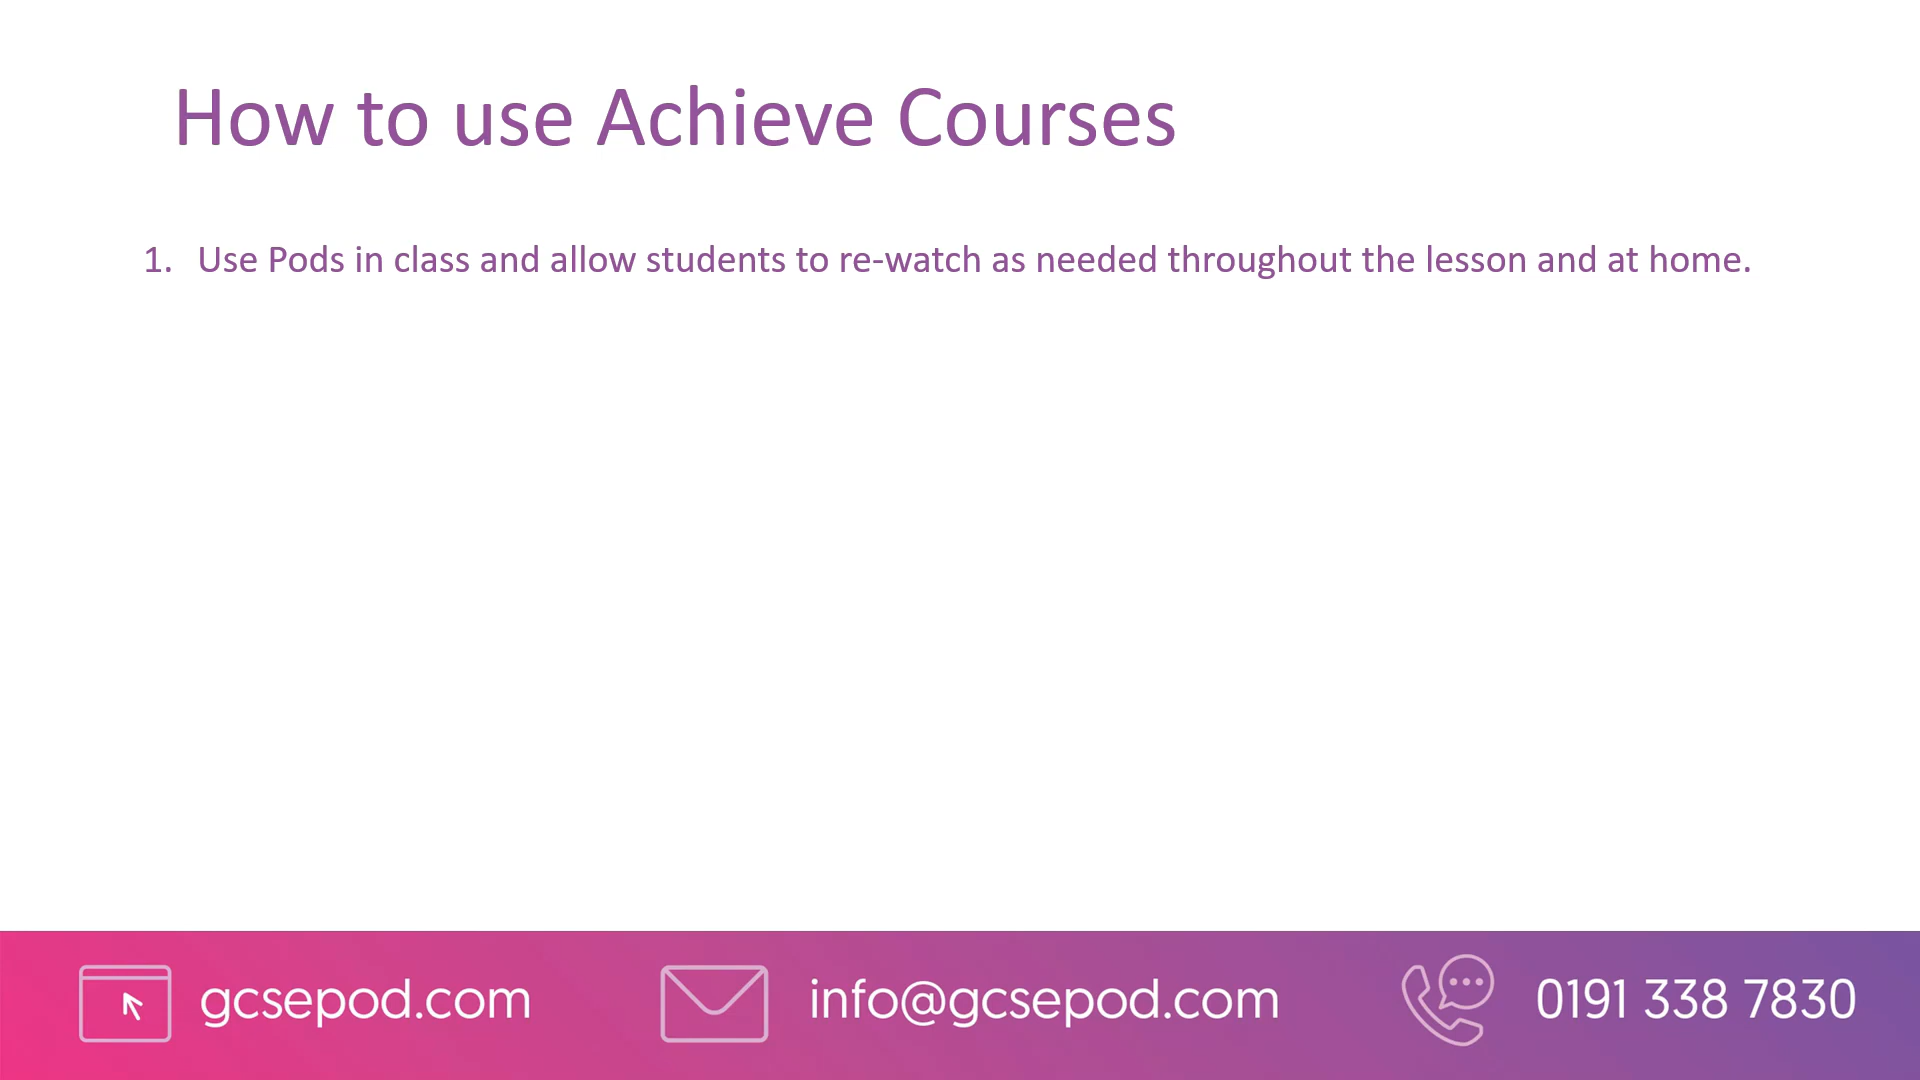 How to use Achieve Courses
1. Use Pods in class and allow students to re-watch as needed throughout the lesson and at home.
gcsepod.com
info@gcsepod.com
0191 338 7830